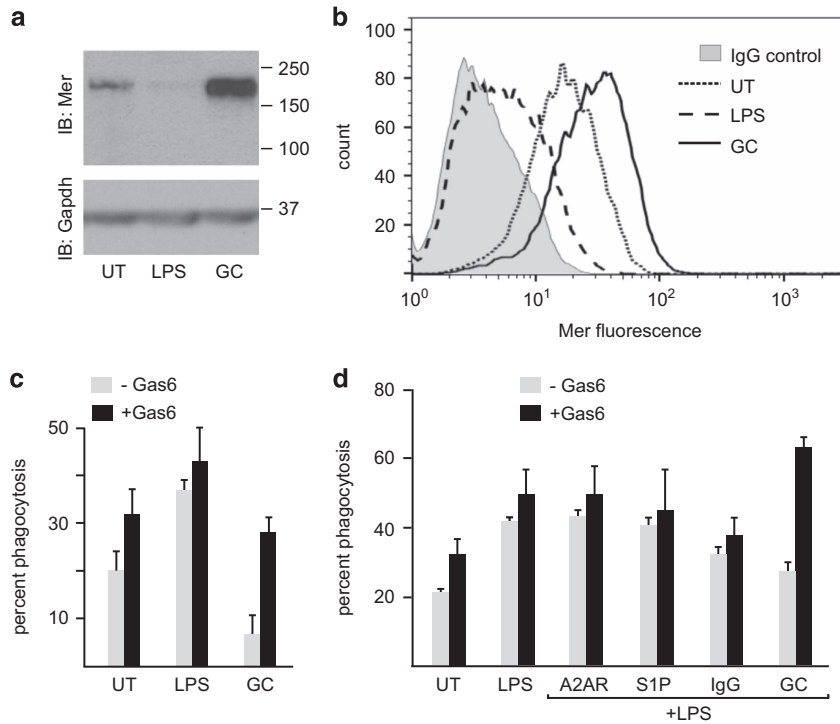 a
IB: Mer
250
150
100
IB: Gapdh
37
UT LPS GC
b
count
100
80
60
40
20
IgG control
UT
LPS
GC
10^0 10^1 10^2 10^3
Mer fluorescence
c
- Gas6
+Gas6
percent phagocytosis
50
30
10
UT LPS GC
d
- Gas6
+Gas6
percent phagocytosis
80
60
40
20
UT LPS A2AR S1P IgG GC
+LPS